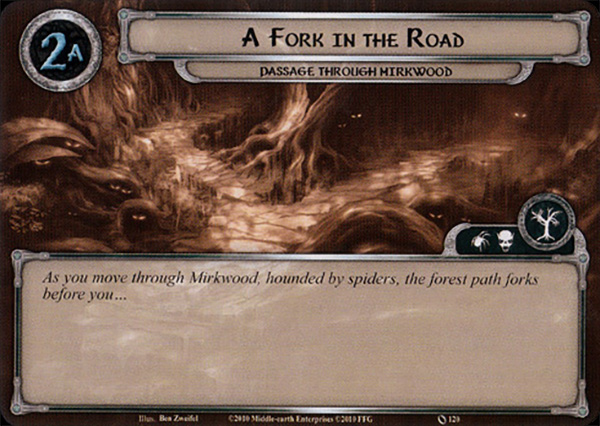 2A
A Fork in the Road
Passage Through Mirkwood
As you move through Mirkwood, hounded by spiders, the forest path forks
before you…
Illus. Ben Zweifel ©2010 Middle-earth Enterprises ©2010 FFG 120